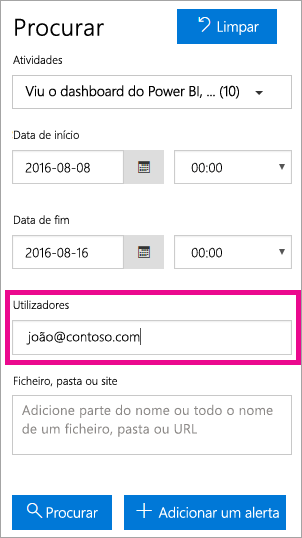 Procurar
Limpar
Atividades
Viu o dashboard do Power BI, ... (10)
Data de início
2016-08-08
00:00
Data de fim
2016-08-16
00:00
Utilizadores
joão@contoso.com
Ficheiro, pasta ou site
Adicione parte do nome ou todo o nome
de um ficheiro, pasta ou URL
Procurar
Adicionar um alerta